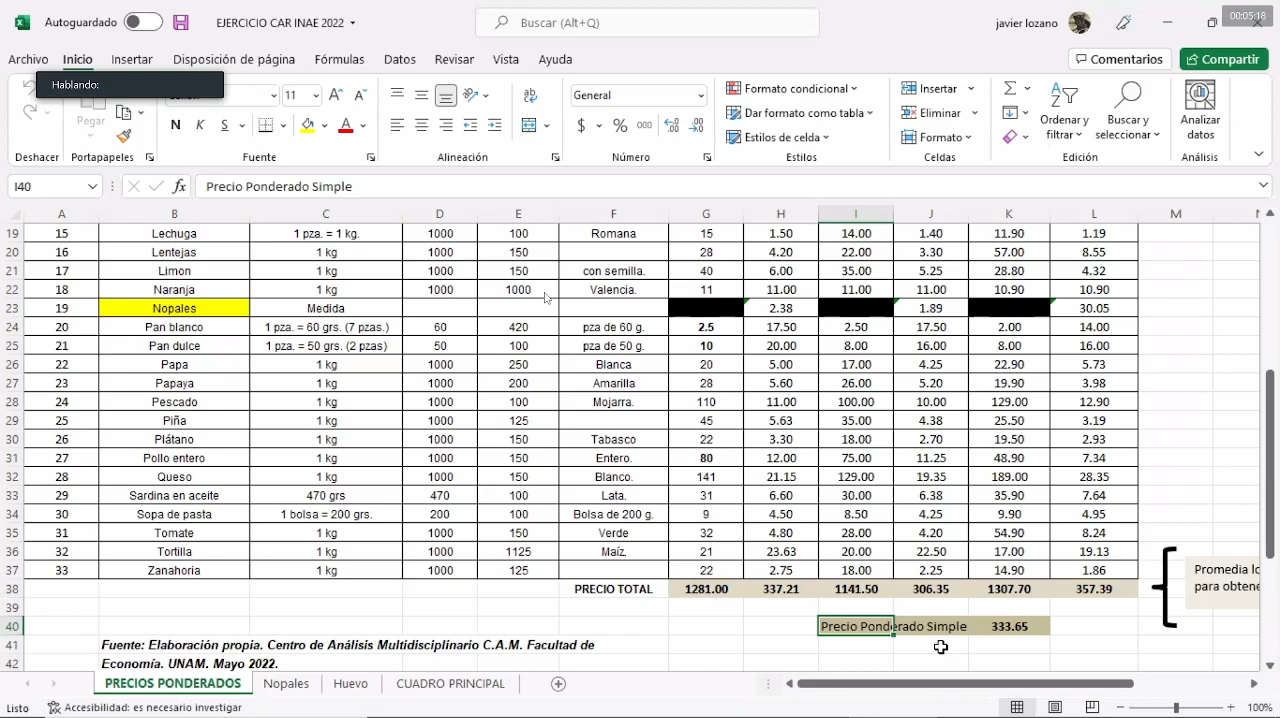 Autoguardado EJERCICIO CAR INAE 2022 Buscar (Alt+Q) javier lozano 00:05:18
Archivo Inicio Insertar Disposición de página Fórmulas Datos Revisar Vista Ayuda Comentarios Compartir
Hablando:
11 General Formato condicional Insertar
Pegar Dar formato como tabla Eliminar Ordenar y Buscar y Analizar
N K S $ % 000 Estilos de celda Formato filtrar seleccionar datos
Deshacer Portapapeles Fuente Alineación Número Estilos Celdas Edición Análisis
I40 fx Precio Ponderado Simple
A B C D E F G H I J K L M
19 15 Lechuga 1 pza. = 1 kg. 1000 100 Romana 15 1.50 14.00 1.40 11.90 1.19
20 16 Lentejas 1 kg 1000 150 28 4.20 22.00 3.30 57.00 8.55
21 17 Limon 1 kg 1000 150 con semilla. 40 6.00 35.00 5.25 28.80 4.32
22 18 Naranja 1 kg 1000 1000 Valencia. 11 11.00 11.00 11.00 10.90 10.90
23 19 Nopales Medida 2.38 1.89 30.05
24 20 Pan blanco 1 pza. = 60 grs. (7 pzas.) 60 420 pza de 60 g. 2.5 17.50 2.50 17.50 2.00 14.00
25 21 Pan dulce 1 pza. = 50 grs. (2 pzas) 50 100 pza de 50 g. 10 20.00 8.00 16.00 8.00 16.00
26 22 Papa 1 kg 1000 250 Blanca 20 5.00 17.00 4.25 22.90 5.73
27 23 Papaya 1 kg 1000 200 Amarilla 28 5.60 26.00 5.20 19.90 3.98
28 24 Pescado 1 kg 1000 100 Mojarra. 110 11.00 100.00 10.00 129.00 12.90
29 25 Piña 1 kg 1000 125 45 5.63 35.00 4.38 25.50 3.19
30 26 Plátano 1 kg 1000 150 Tabasco 22 3.30 18.00 2.70 19.50 2.93
31 27 Pollo entero 1 kg 1000 150 Entero. 80 12.00 75.00 11.25 48.90 7.34
32 28 Queso 1 kg 1000 150 Blanco. 141 21.15 129.00 19.35 189.00 28.35
33 29 Sardina en aceite 470 grs 470 100 Lata. 31 6.60 30.00 6.38 35.90 7.64
34 30 Sopa de pasta 1 bolsa = 200 grs. 200 100 Bolsa de 200 g. 9 4.50 8.50 4.25 9.90 4.95
35 31 Tomate 1 kg 1000 150 Verde 32 4.80 28.00 4.20 54.90 8.24
36 32 Tortilla 1 kg 1000 1125 Maíz. 21 23.63 20.00 22.50 17.00 19.13
37 33 Zanahoria 1 kg 1000 125 22 2.75 18.00 2.25 14.90 1.86
38 PRECIO TOTAL 1281.00 337.21 1141.50 306.35 1307.70 357.39
Promedia
para
39
40 Precio Ponderado Simple 333.65
41 Fuente: Elaboración propia. Centro de Análisis Multidisciplinario C.A.M. Facultad de
42 Economía. UNAM. Mayo 2022.
PRECIOS PONDERADOS Nopales Huevo CUADRO PRINCIPAL
Listo Accesibilidad: es necesario investigar 100%